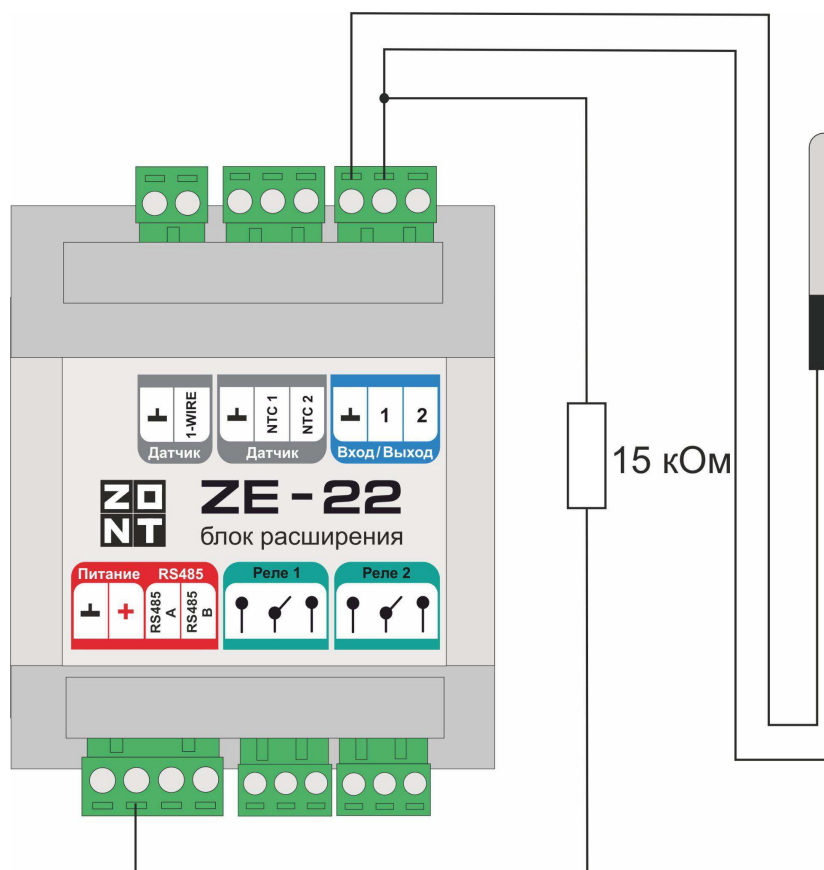 ⊥ 1-WIRE
Датчик
⊥ NTC 1 NTC 2
Датчик
⊥ 1 2
Вход/Выход
15 кОм
ZONT
ZE-22
блок расширения
Питание RS485
⊥ + RS485 A RS485 B
Реле 1
Реле 2